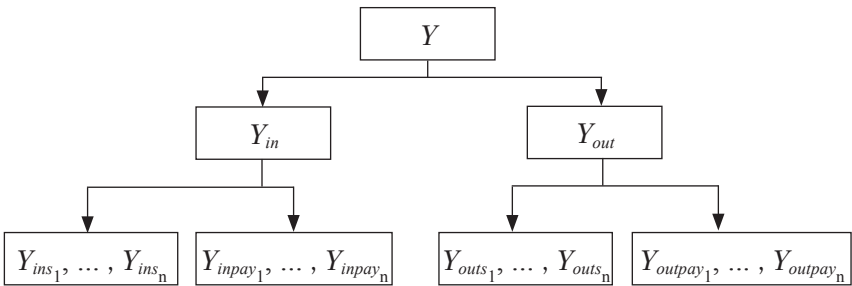 Y
Y_in Y_out
Y_ins_1, ... , Y_ins_n Y_inpay_1, ... , Y_inpay_n Y_outs_1, ... , Y_outs_n Y_outpay_1, ... , Y_outpay_n